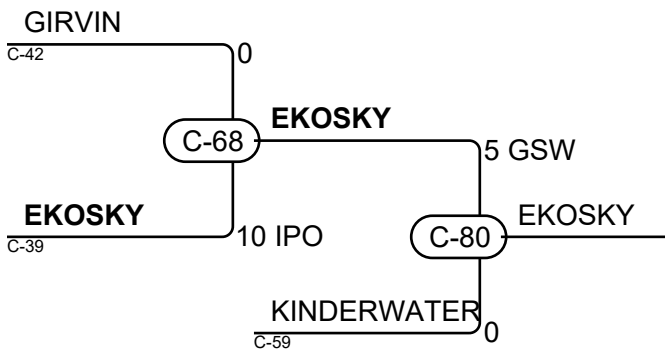 GIRVIN
C-42
0
C-68
EKOSKY
5 GSW
EKOSKY
C-39
10 IPO
C-80
EKOSKY
KINDERWATER
C-59
0